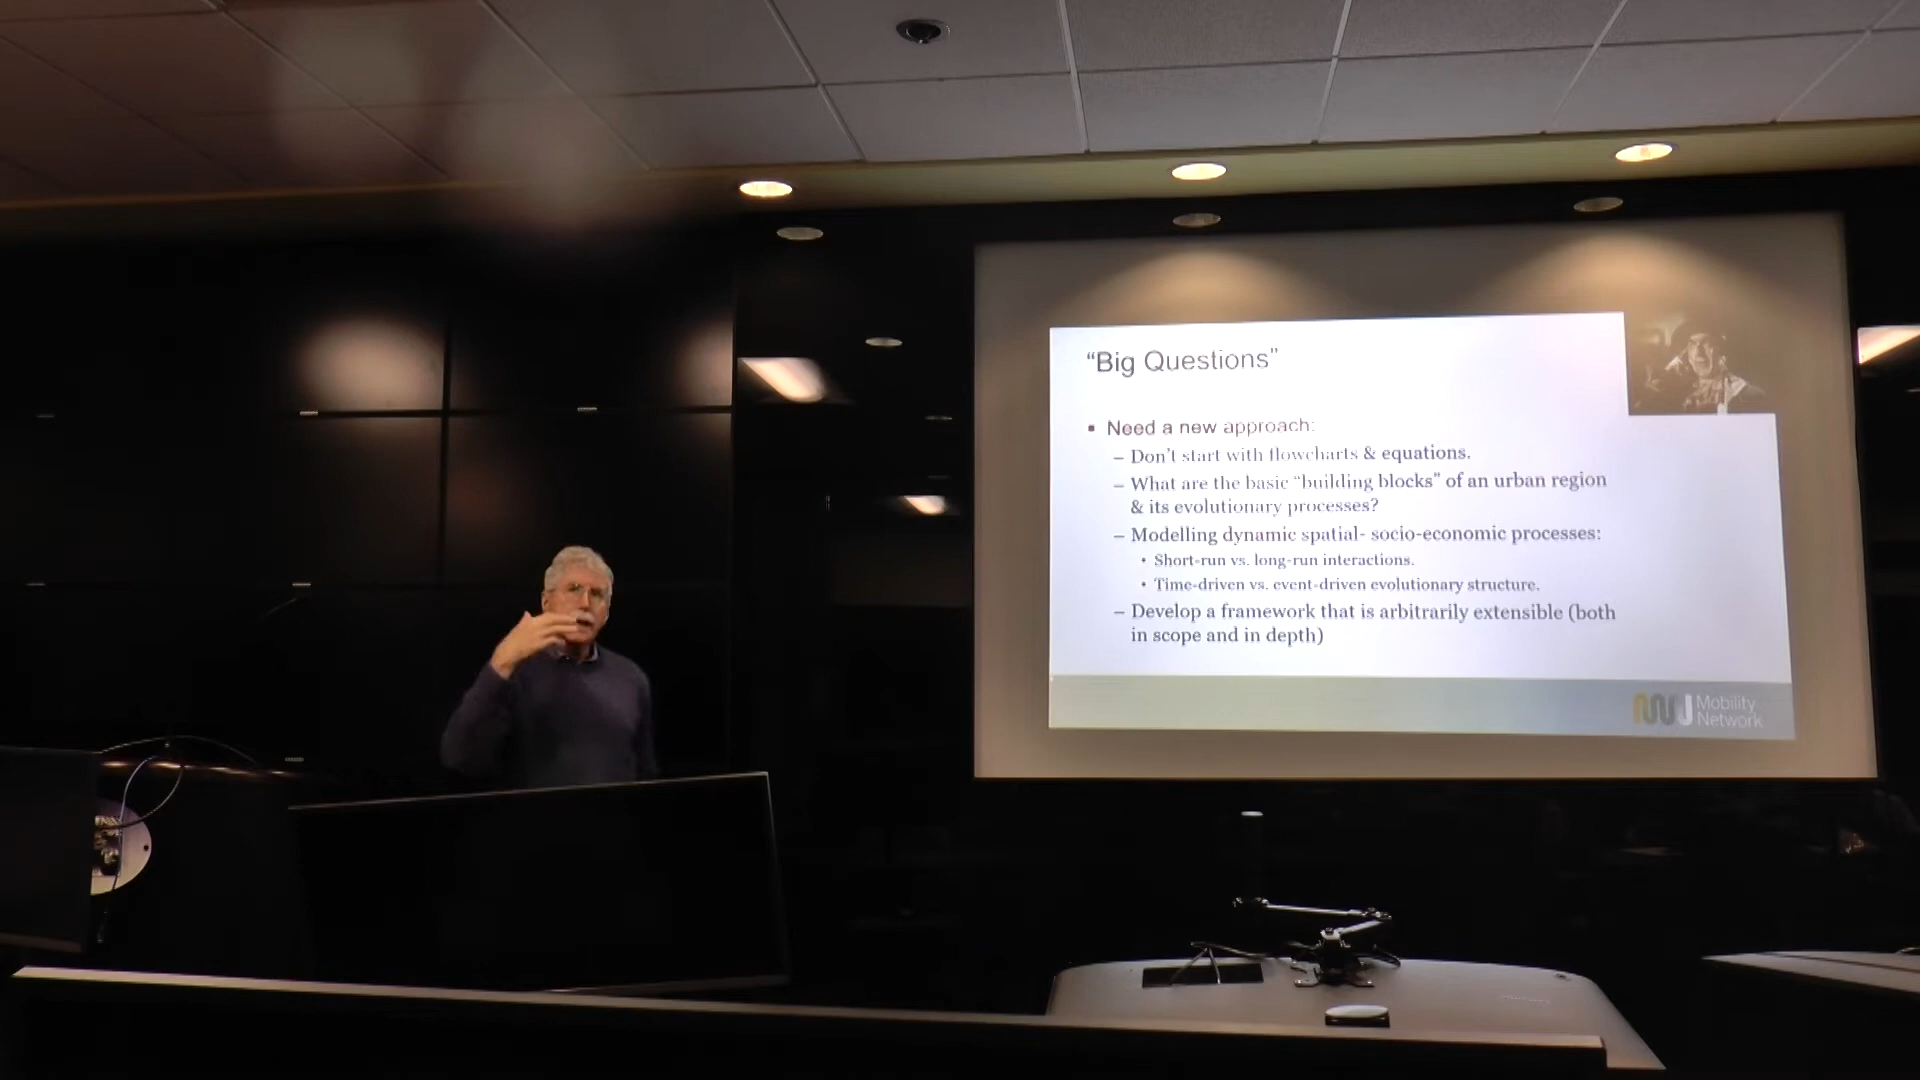 “Big Questions”
▪ Need a new approach:
– Don’t start with flowcharts & equations.
– What are the basic “building blocks” of an urban region
& its evolutionary processes?
– Modelling dynamic spatial- socio-economic processes:
• Short-run vs. long-run interactions.
• Time-driven vs. event-driven evolutionary structure.
– Develop a framework that is arbitrarily extensible (both
in scope and in depth)
Mobility
Network